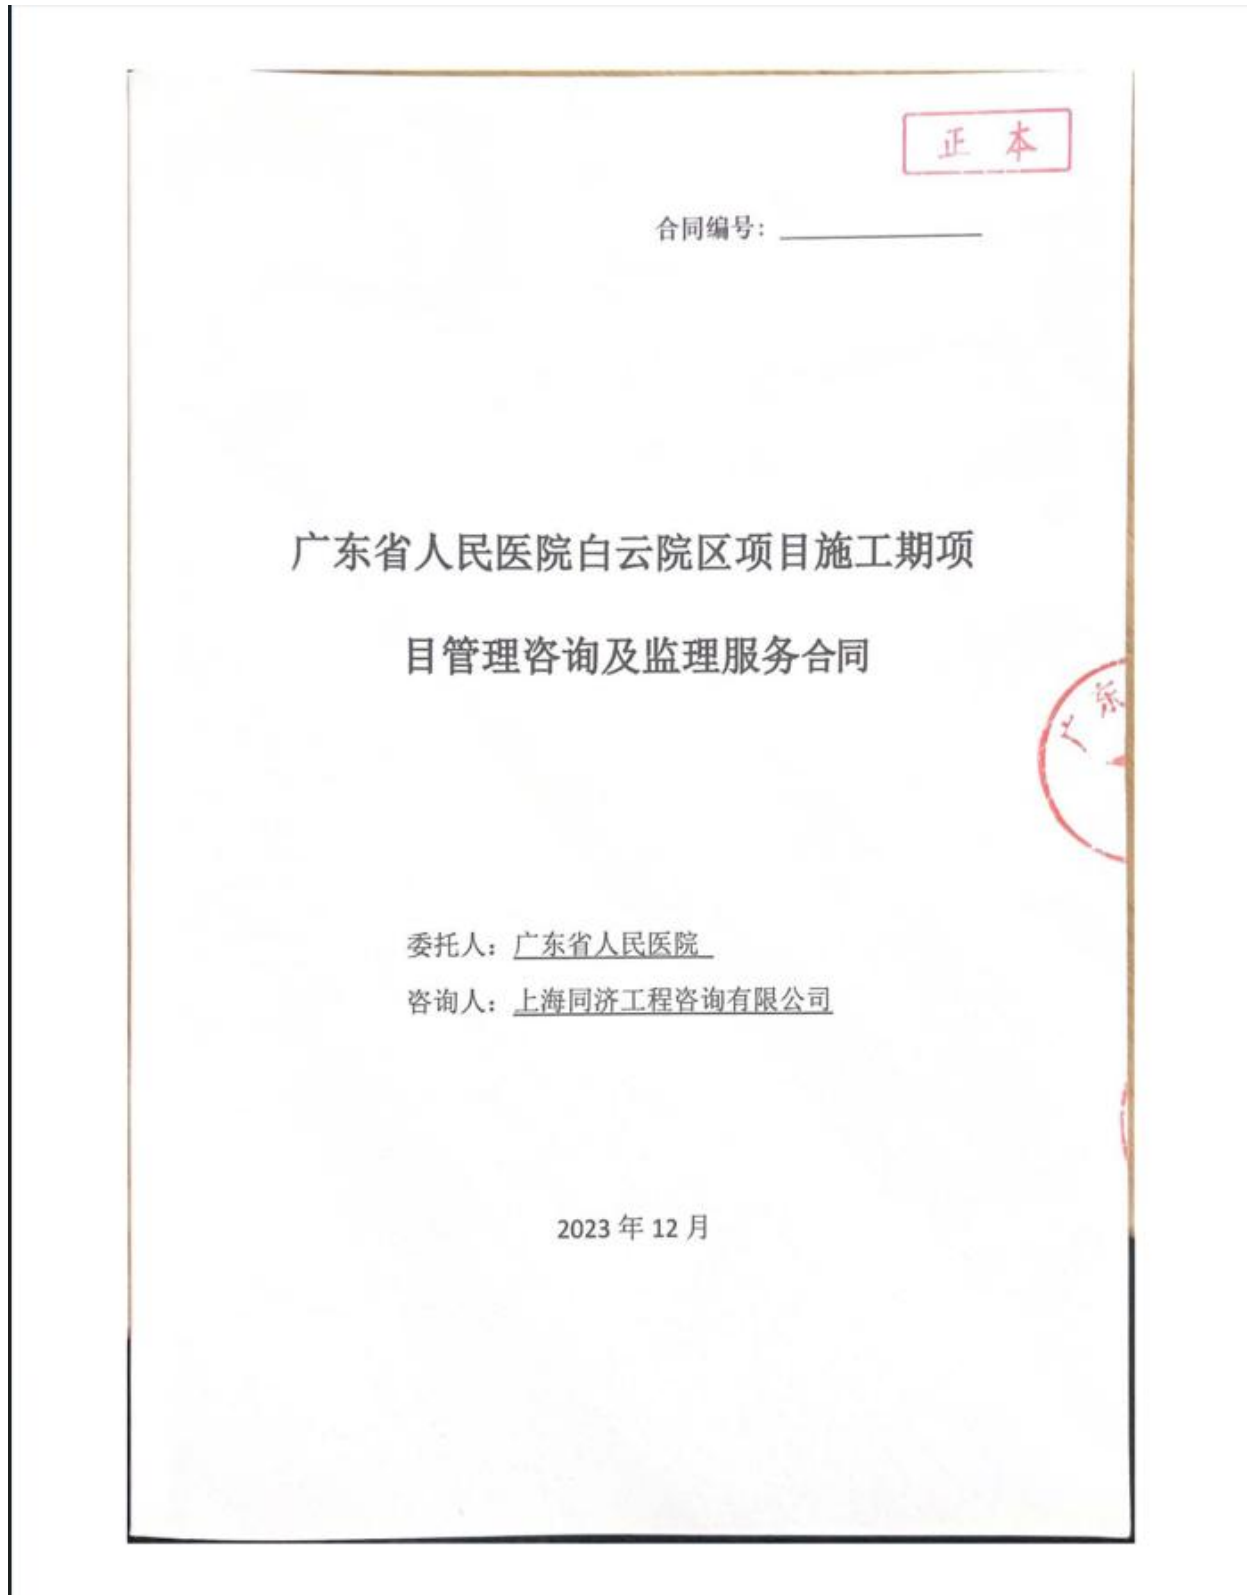 正 本
合同编号：
广东省人民医院白云院区项目施工期项
目管理咨询及监理服务合同
广东
委托人：广东省人民医院
咨询人：上海同济工程咨询有限公司
2023 年 12 月